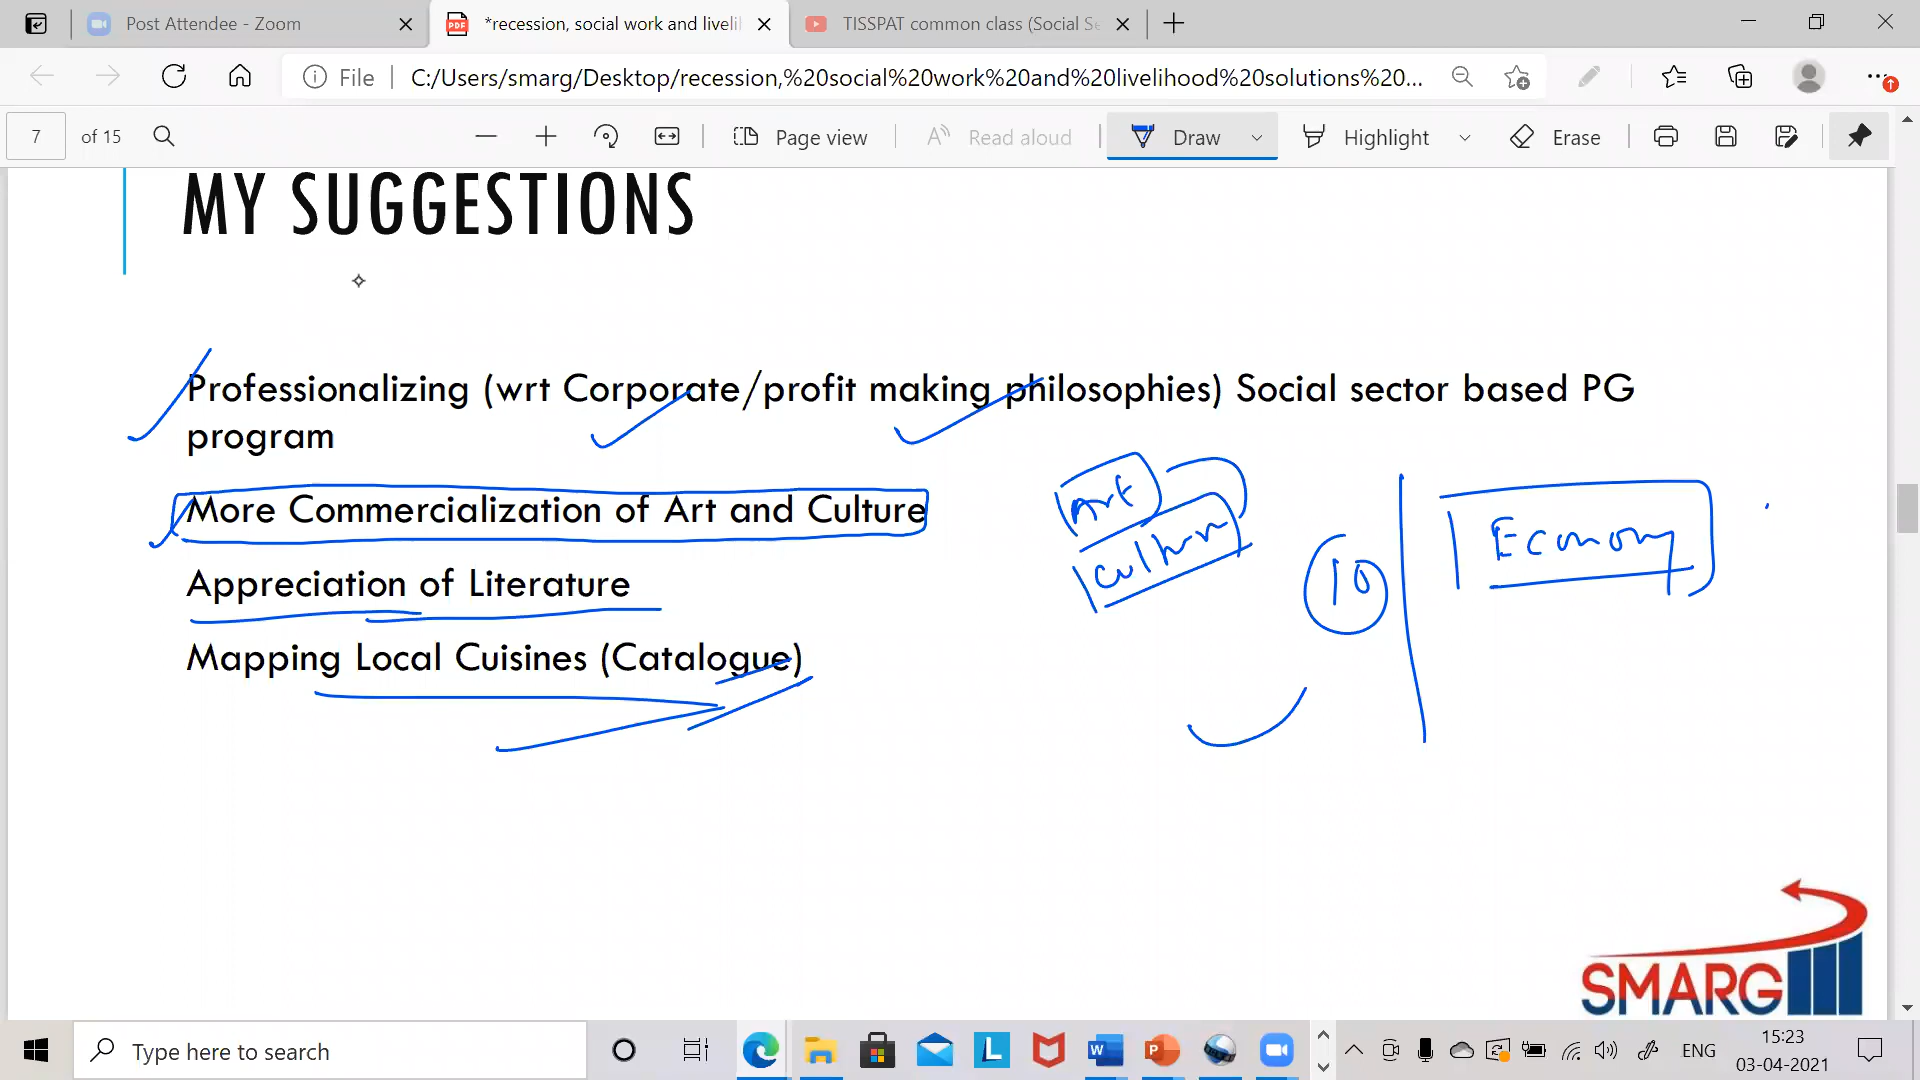 Post Attendee - Zoom
*recession, social work and liveli
TISSPAT common class (Social Se
File
C:/Users/smarg/Desktop/recession,%20social%20work%20and%20livelihood%20solutions%20...
7 of 15
Page view
Read aloud
Draw
Highlight
Erase
MY SUGGESTIONS
Professionalizing (wrt Corporate/profit making philosophies) Social sector based PG
program
More Commercialization of Art and Culture
Appreciation of Literature
Mapping Local Cuisines (Catalogue)
Art
Culture
10
Economy
SMARG
Type here to search
ENG
15:23
03-04-2021